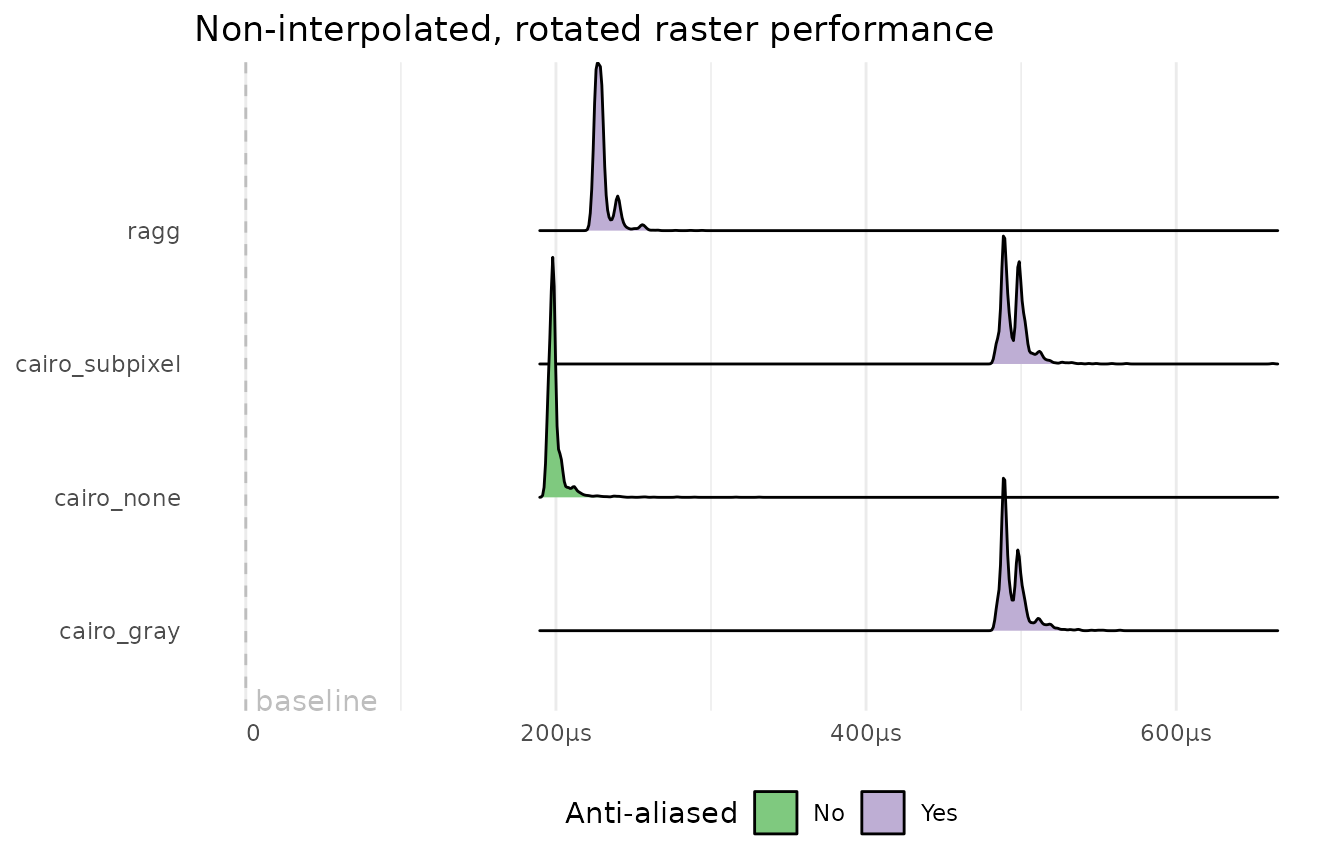 Non-interpolated, rotated raster performance
ragg
cairo_subpixel
cairo_none
cairo_gray
baseline
0 200µs 400µs 600µs
Anti-aliased No Yes